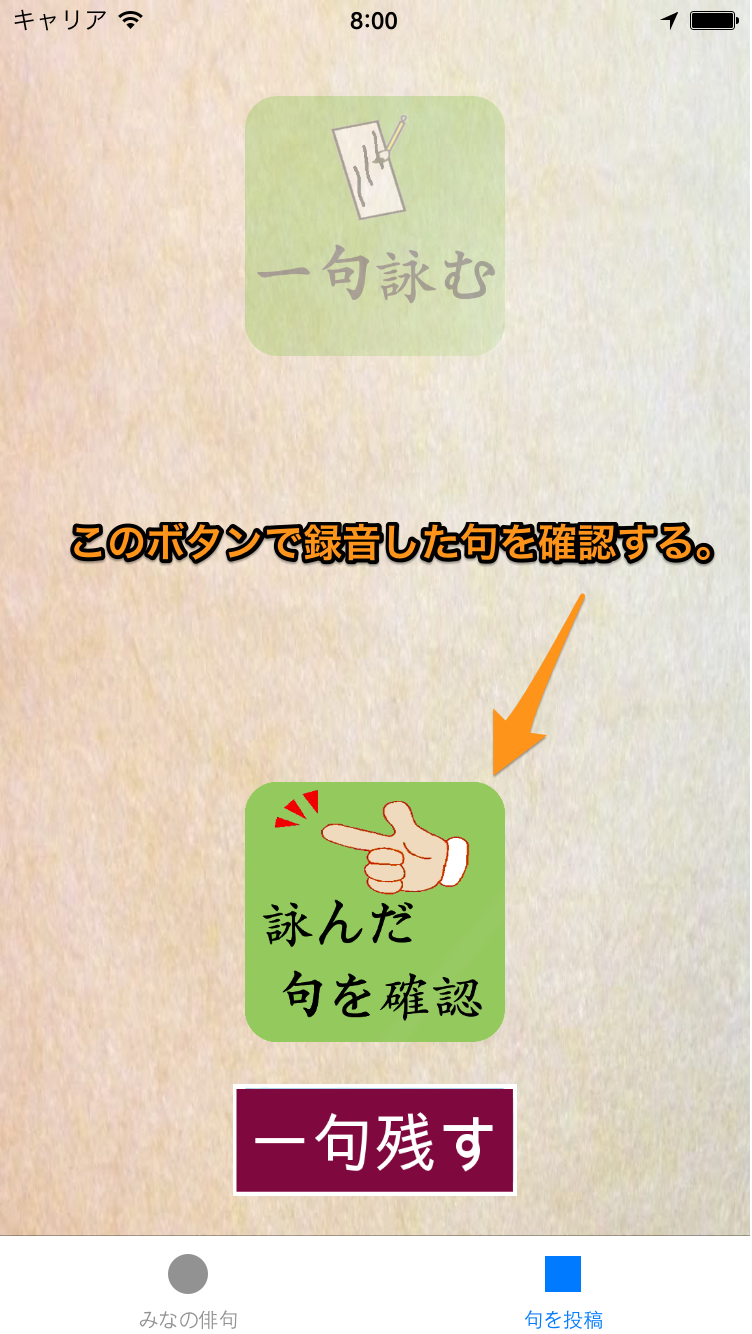 キャリア 8:00
一句詠む
このボタンで録音した句を確認する。
詠んだ
句を確認
一句残す
みなの俳句 句を投稿